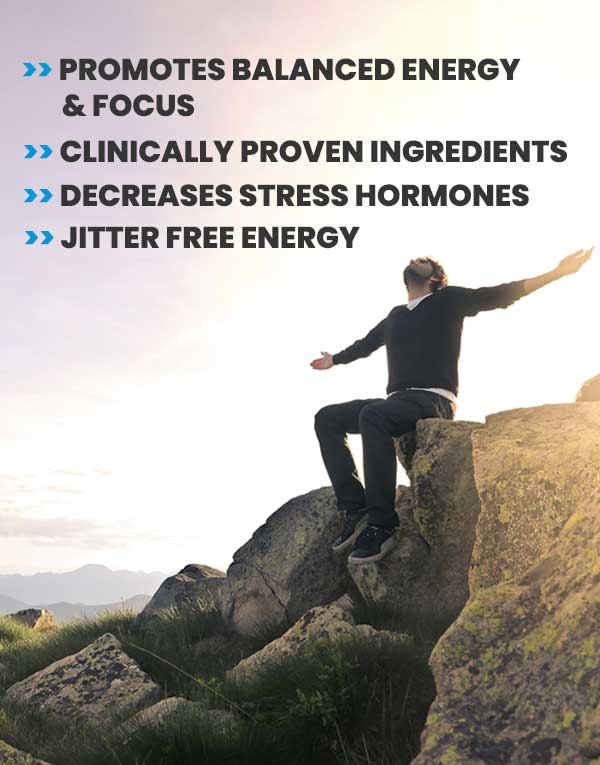 >> PROMOTES BALANCED ENERGY
& FOCUS
>> CLINICALLY PROVEN INGREDIENTS
>> DECREASES STRESS HORMONES
>> JITTER FREE ENERGY